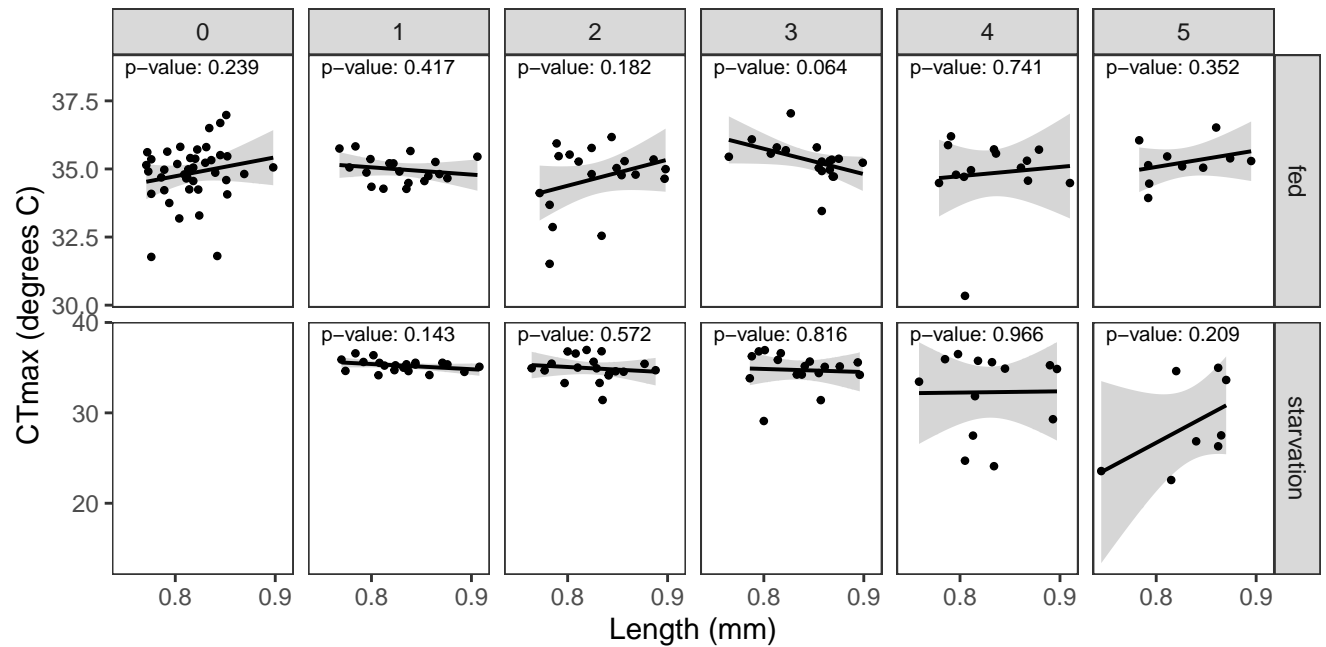 0 1 2 3 4 5
p−value: 0.239 p−value: 0.417 p−value: 0.182 p−value: 0.064 p−value: 0.741 p−value: 0.352
37.5
35.0
32.5
30.0
fed
CTmax (degrees C)
40
p−value: 0.143 p−value: 0.572 p−value: 0.816 p−value: 0.966 p−value: 0.209
30
20
starvation
0.8 0.9 0.8 0.9 0.8 0.9 0.8 0.9 0.8 0.9 0.8 0.9
Length (mm)